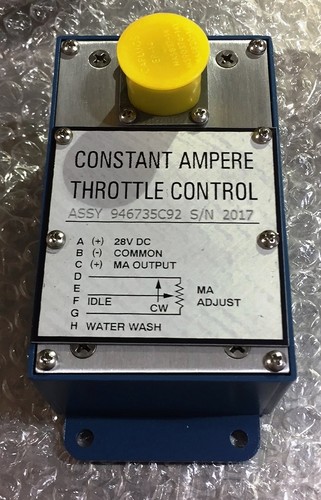 CONSTANT AMPERE
THROTTLE CONTROL
ASSY 946735C92 S/N 2017
A (+) 28V DC
B (-) COMMON
C (+) MA OUTPUT
D
E
F IDLE
G
H WATER WASH
MA
ADJUST
CW